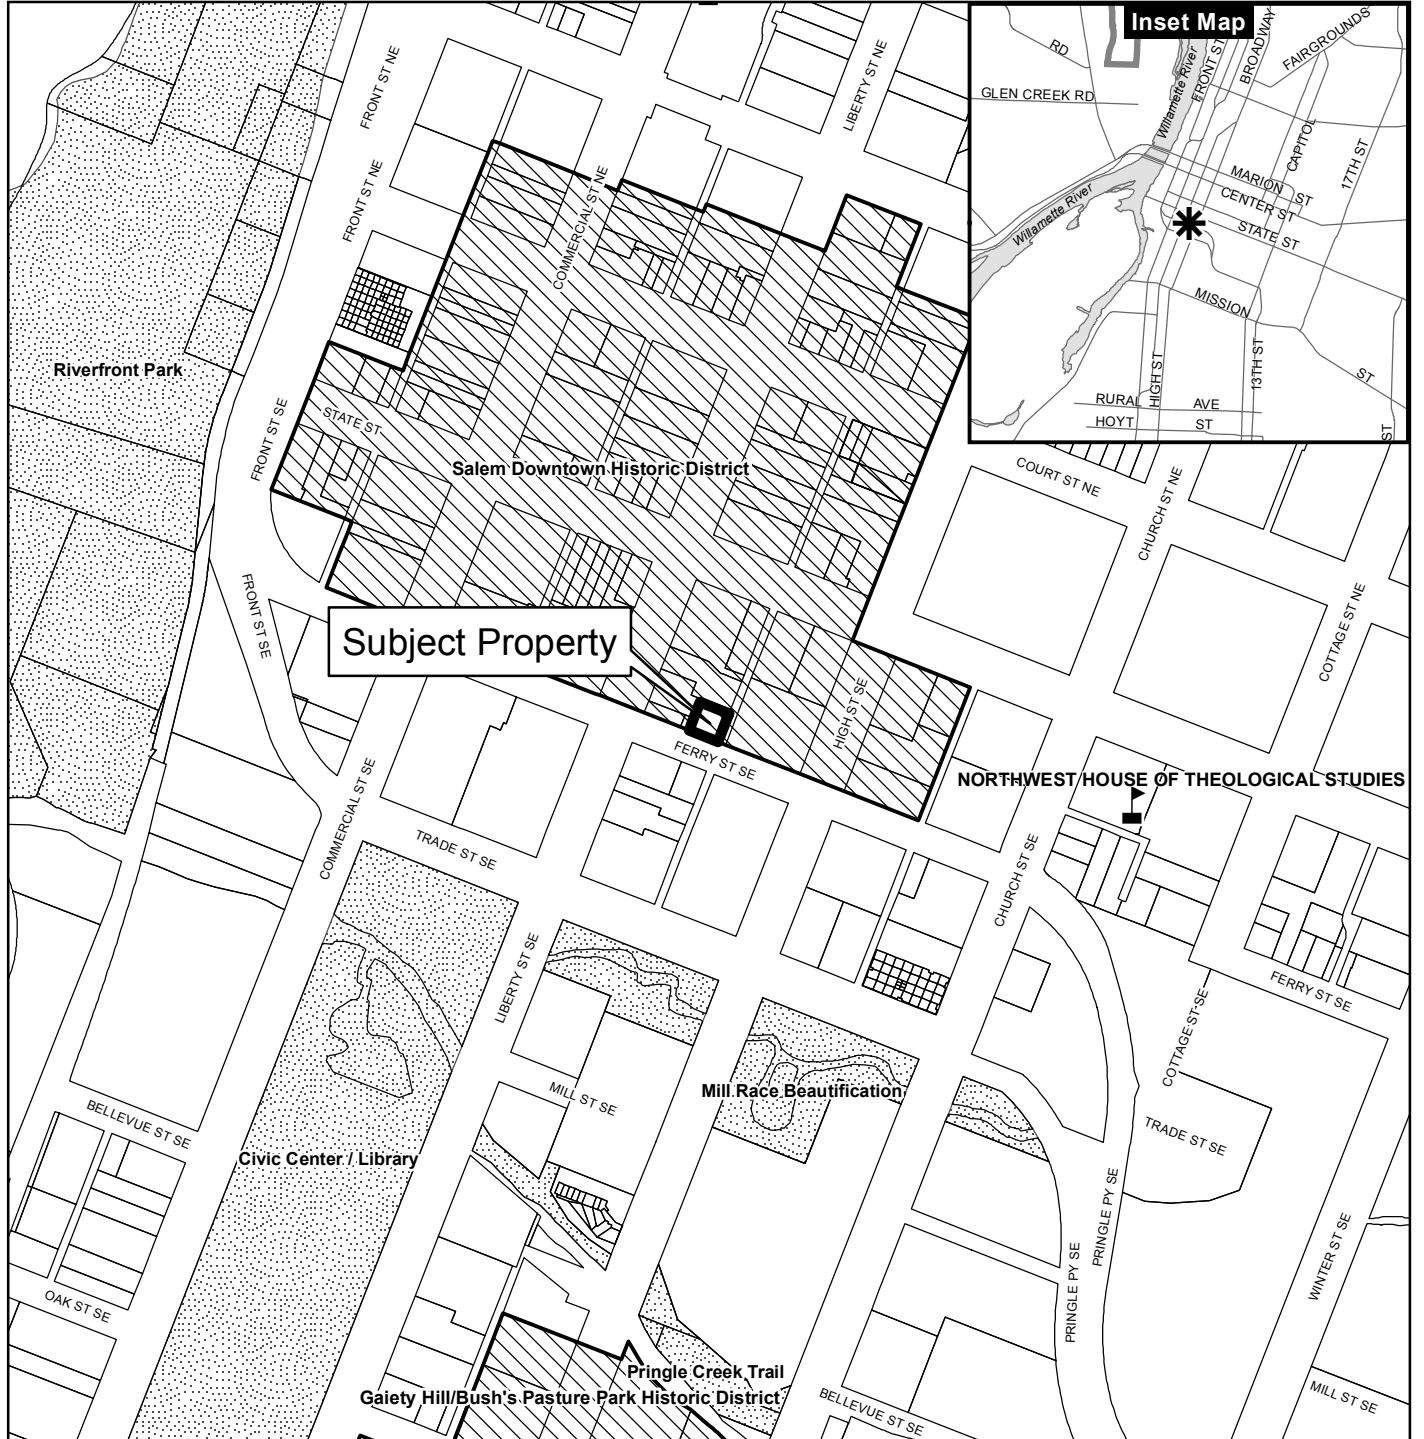 Inset Map
FRONT ST NE
LIBERTY ST NE
RD
FRONT ST
BROADWAY
FAIRGROUNDS
GLEN CREEK RD
Willamette River
CAPITOL
17TH ST
MARION ST
CENTER ST
STATE ST
Willamette River
MISSION
ST
HIGH ST
13TH ST
RURAL AVE
HOYT ST
ST
FRONT ST NE
COMMERCIAL ST NE
Riverfront Park
STATE ST
FRONT ST SE
Salem Downtown Historic District
COURT ST NE
CHURCH ST NE
FRONT ST SE
COTTAGE ST NE
Subject Property
HIGH ST SE
FERRY ST SE
NORTHWEST HOUSE OF THEOLOGICAL STUDIES
COMMERCIAL ST SE
TRADE ST SE
CHURCH ST SE
LIBERTY ST SE
FERRY ST SE
COTTAGE ST SE
MILL ST SE
Mill Race Beautification
BELLEVUE ST SE
TRADE ST SE
Civic Center / Library
PRINGLE PY SE
PRINGLE PY SE
WINTER ST SE
OAK ST SE
Pringle Creek Trail
Gaiety Hill/Bush's Pasture Park Historic District
BELLEVUE ST SE
MILL ST SE